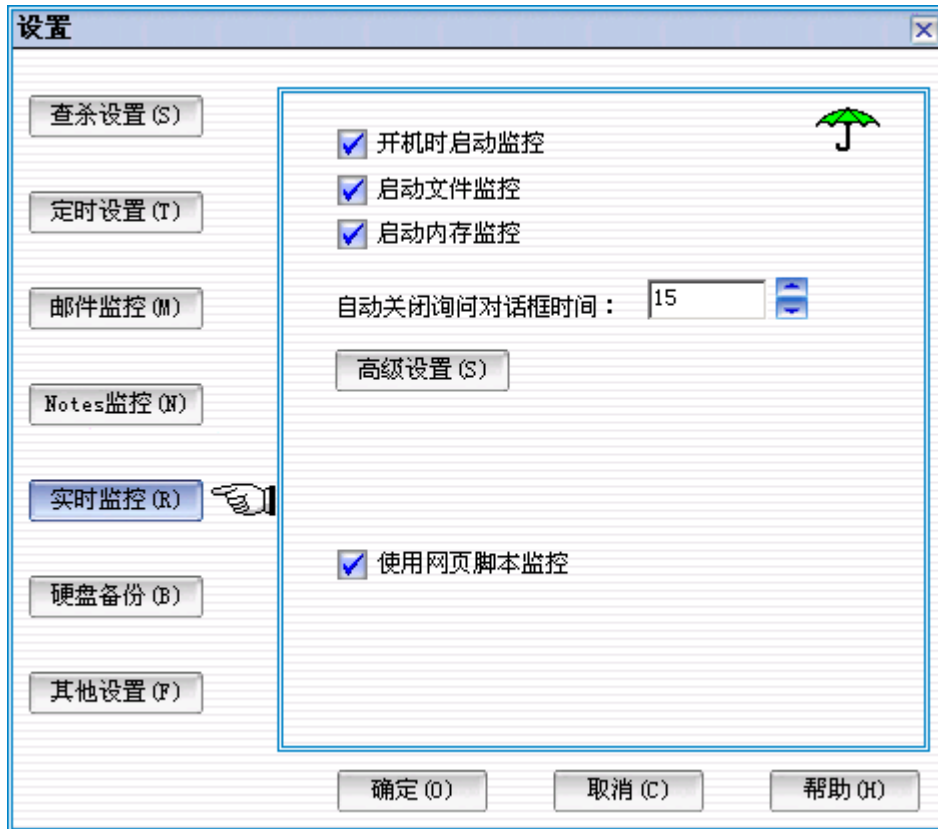 设置
查杀设置(S)
定时设置(T)
邮件监控(M)
Notes监控(N)
实时监控(R)
硬盘备份(B)
其他设置(F)
开机时启动监控
启动文件监控
启动内存监控
自动关闭询问对话框时间：
15
高级设置(S)
使用网页脚本监控
确定(O)
取消(C)
帮助(H)